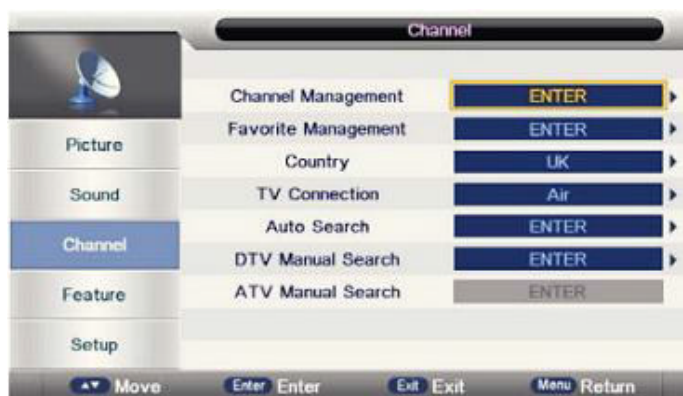 Channel
Channel Management ENTER
Favorite Management ENTER
Picture
Country UK
Sound
TV Connection Air
Auto Search ENTER
Channel
DTV Manual Search ENTER
Feature
ATV Manual Search ENTER
Setup
Move Enter Enter Exit Exit Menu Return